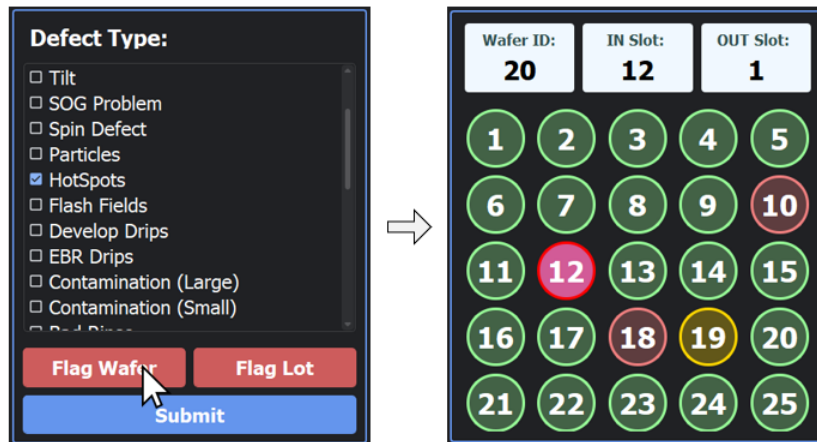 Defect Type:
Tilt
SOG Problem
Spin Defect
Particles
HotSpots
Flash Fields
Develop Drips
EBR Drips
Contamination (Large)
Contamination (Small)
Flag Wafer
Flag Lot
Submit
Wafer ID:
20
IN Slot:
12
OUT Slot:
1
1 2 3 4 5
6 7 8 9 10
11 12 13 14 15
16 17 18 19 20
21 22 23 24 25